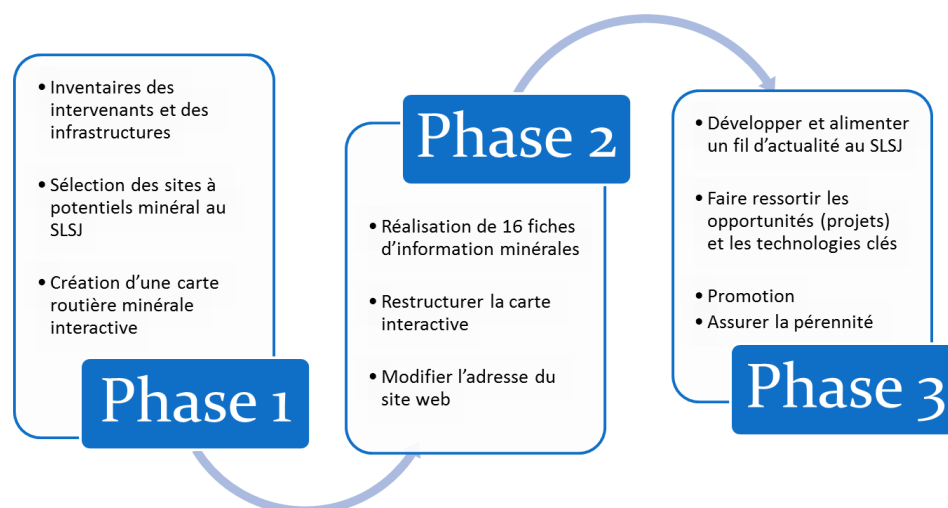 • Inventaires des
intervenants et des
infrastructures
• Sélection des sites à
potentiels minéral au
SLSJ
• Création d’une carte
routière minérale
interactive
Phase 1
Phase 2
• Réalisation de 16 fiches
d’information minérales
• Restructurer la carte
interactive
• Modifier l’adresse du
site web
• Développer et alimenter
un fil d’actualité au SLSJ
• Faire ressortir les
opportunités (projets)
et les technologies clés
• Promotion
• Assurer la pérennité
Phase 3